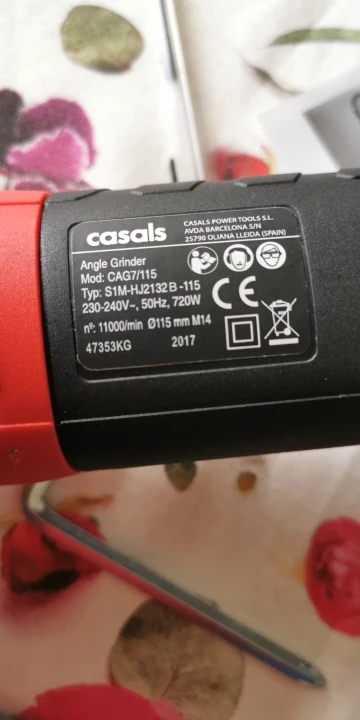 casals
CASALS POWER TOOLS S.L.
AVDA BARCELONA S/N
25790 OLIANA LLEIDA (SPAIN)
Angle Grinder
Mod: CAG7/115
Typ: S1M-HJ2132B-115
230-240V~, 50Hz, 720W
CE
nº: 11000/min Ø115 mm M14
47353KG 2017